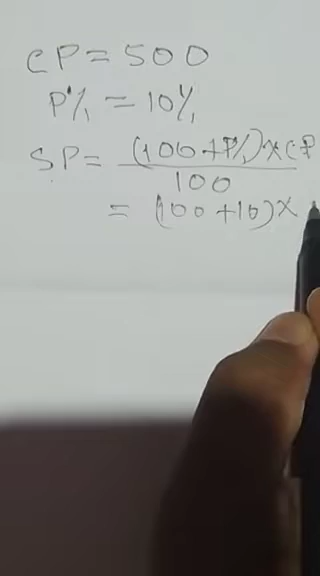 CP = 500
P% = 10%
SP = (100 + P%) × CP
100
= (100 + 10) ×